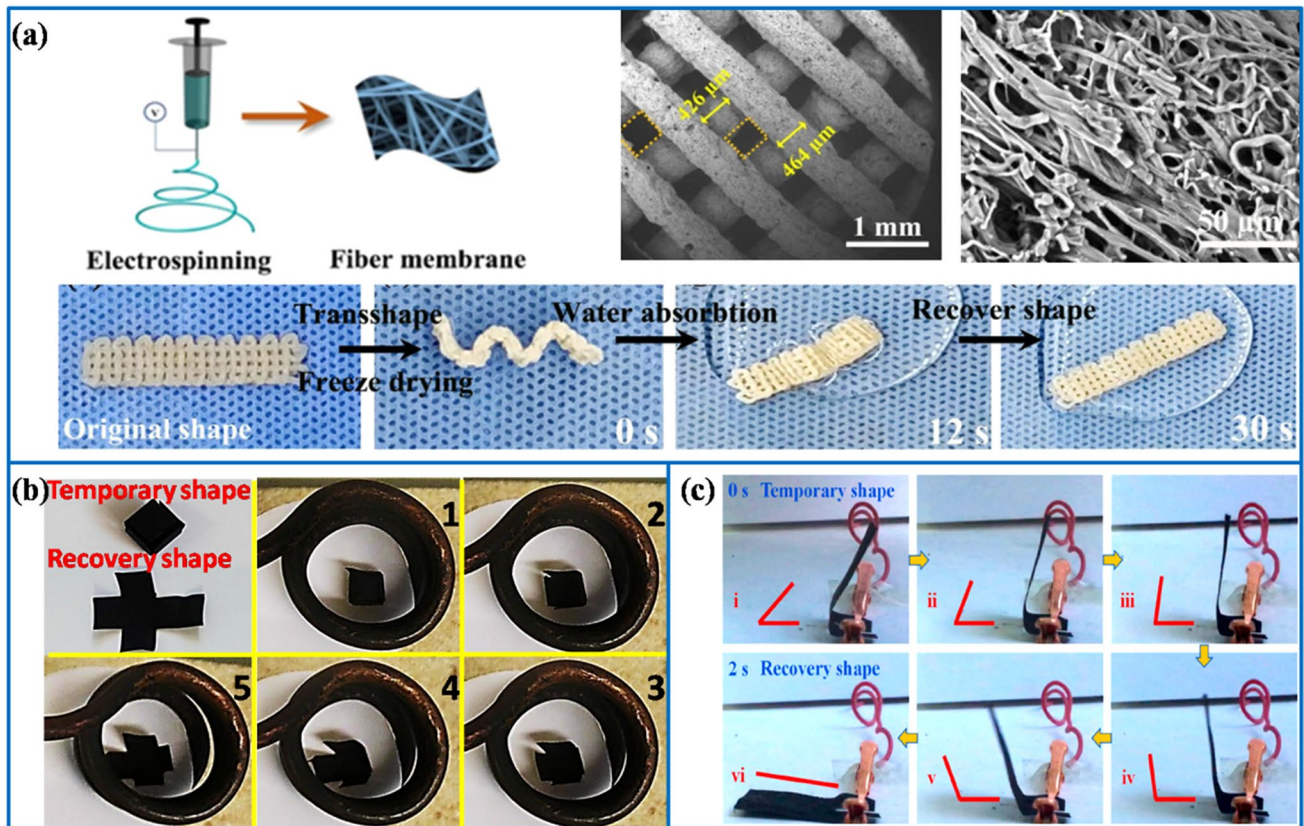 (a)
V
Electrospinning
Fiber membrane
426 μm
464 μm
1 mm
50 μm
Original shape
Transshape
Freeze drying
0 s
Water absorbtion
12 s
Recover shape
30 s
(b)
Temporary shape
Recovery shape
1
2
5
4
3
(c)
0 s Temporary shape
i
ii
iii
2 s Recovery shape
vi
v
iv